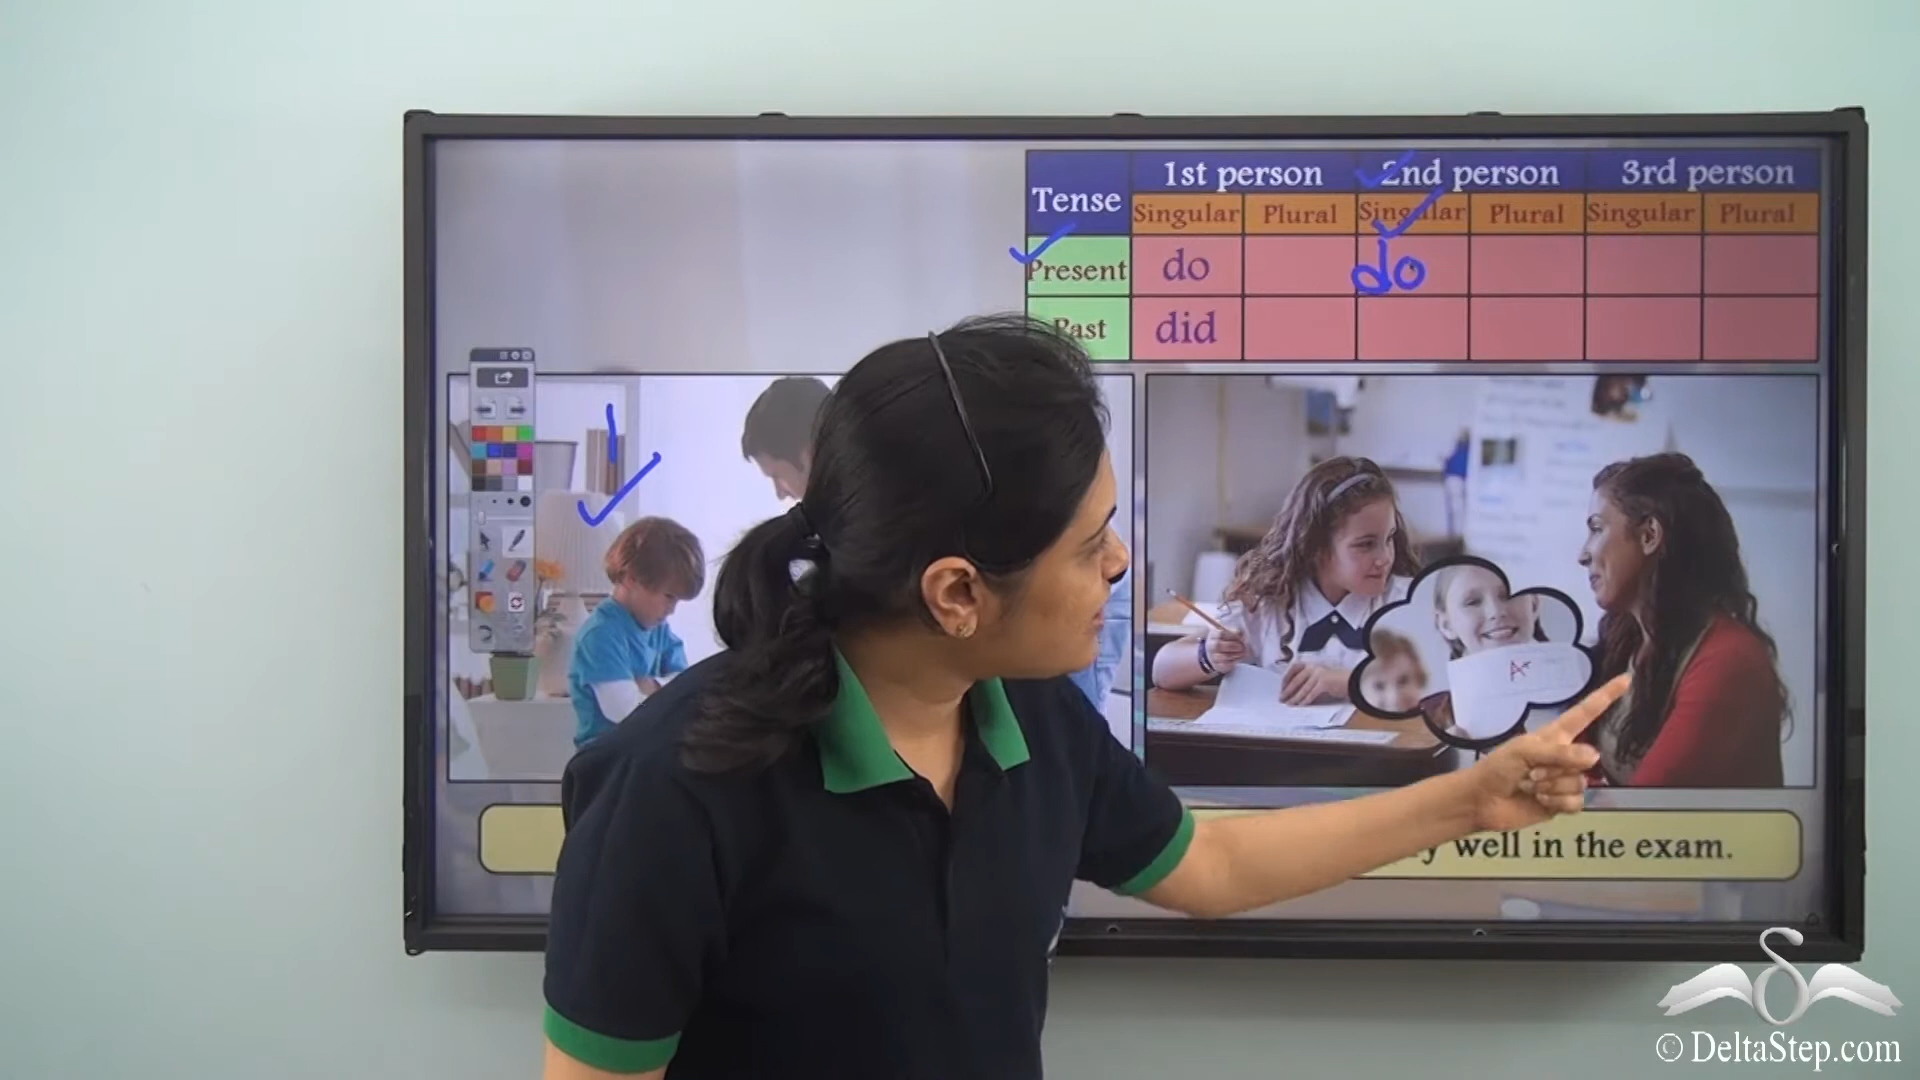 Tense 1st person 2nd person 3rd person
Singular Plural Singular Plural Singular Plural
Present do do
Past did
A+
well in the exam.
© DeltaStep.com